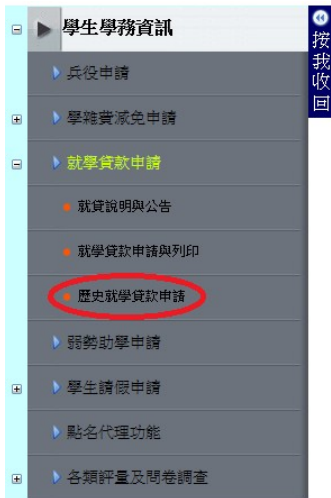 學生學務資訊
按我收回
兵役申請
學雜費減免申請
就學貸款申請
就貸說明與公告
就學貸款申請與列印
歷史就學貸款申請
弱勢助學申請
學生請假申請
點名代理功能
各類評量及問卷調查